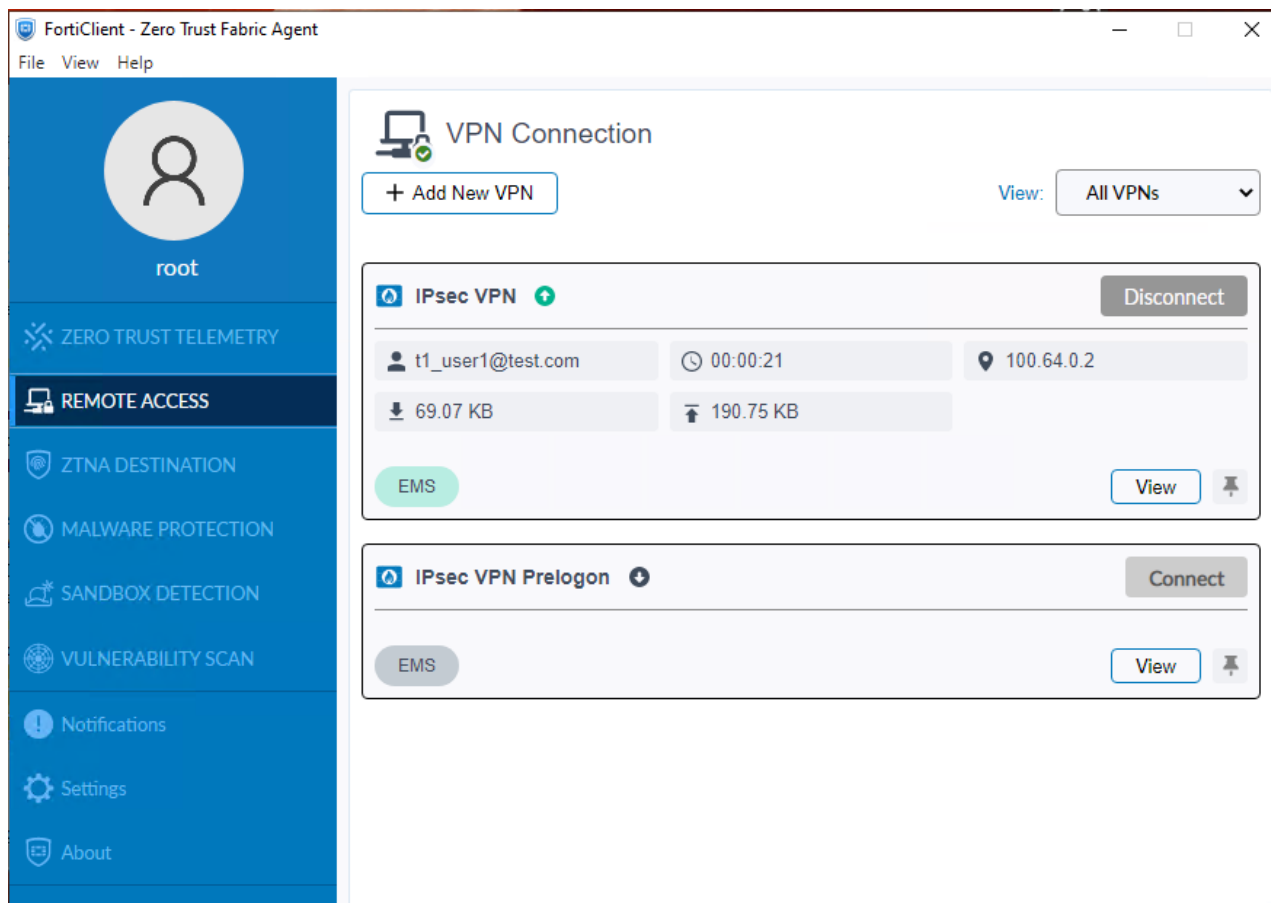 FortiClient - Zero Trust Fabric Agent
File View Help
root
ZERO TRUST TELEMETRY
REMOTE ACCESS
ZTNA DESTINATION
MALWARE PROTECTION
SANDBOX DETECTION
VULNERABILITY SCAN
Notifications
Settings
About
VPN Connection
+ Add New VPN
View: All VPNs
IPsec VPN
Disconnect
t1_user1@test.com
00:00:21
100.64.0.2
69.07 KB
190.75 KB
EMS
View
IPsec VPN Prelogon
Connect
EMS
View